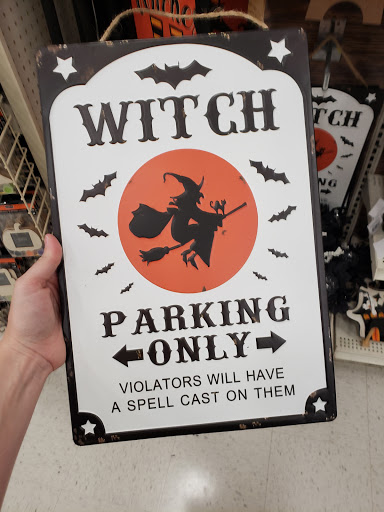 WITCH
PARKING
ONLY
VIOLATORS WILL HAVE
A SPELL CAST ON THEM